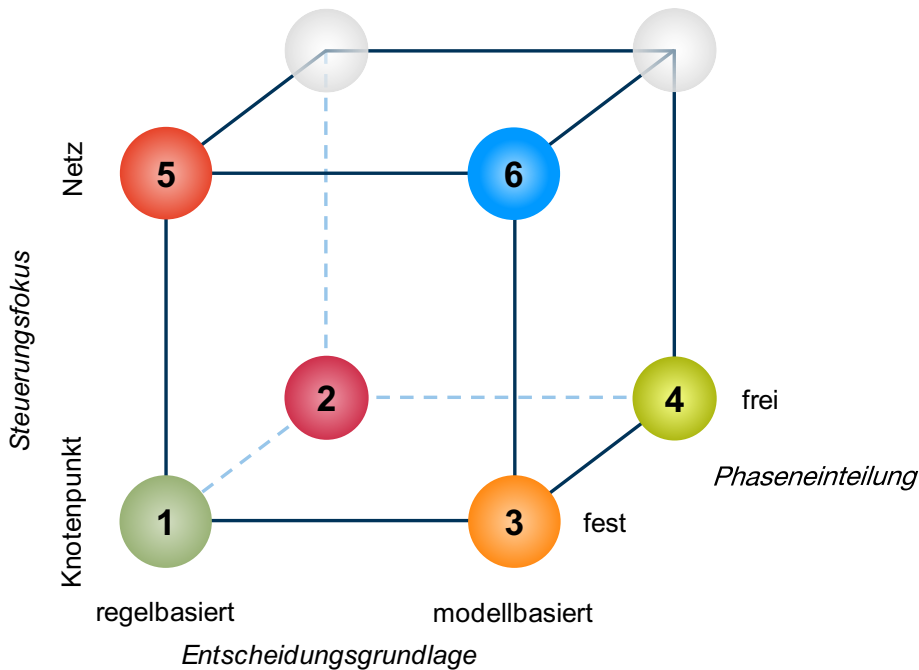 5
6
Netz
Steuerungsfokus
2
4
frei
Phaseneinteilung
Knotenpunkt
1
3
fest
regelbasiert
modellbasiert
Entscheidungsgrundlage